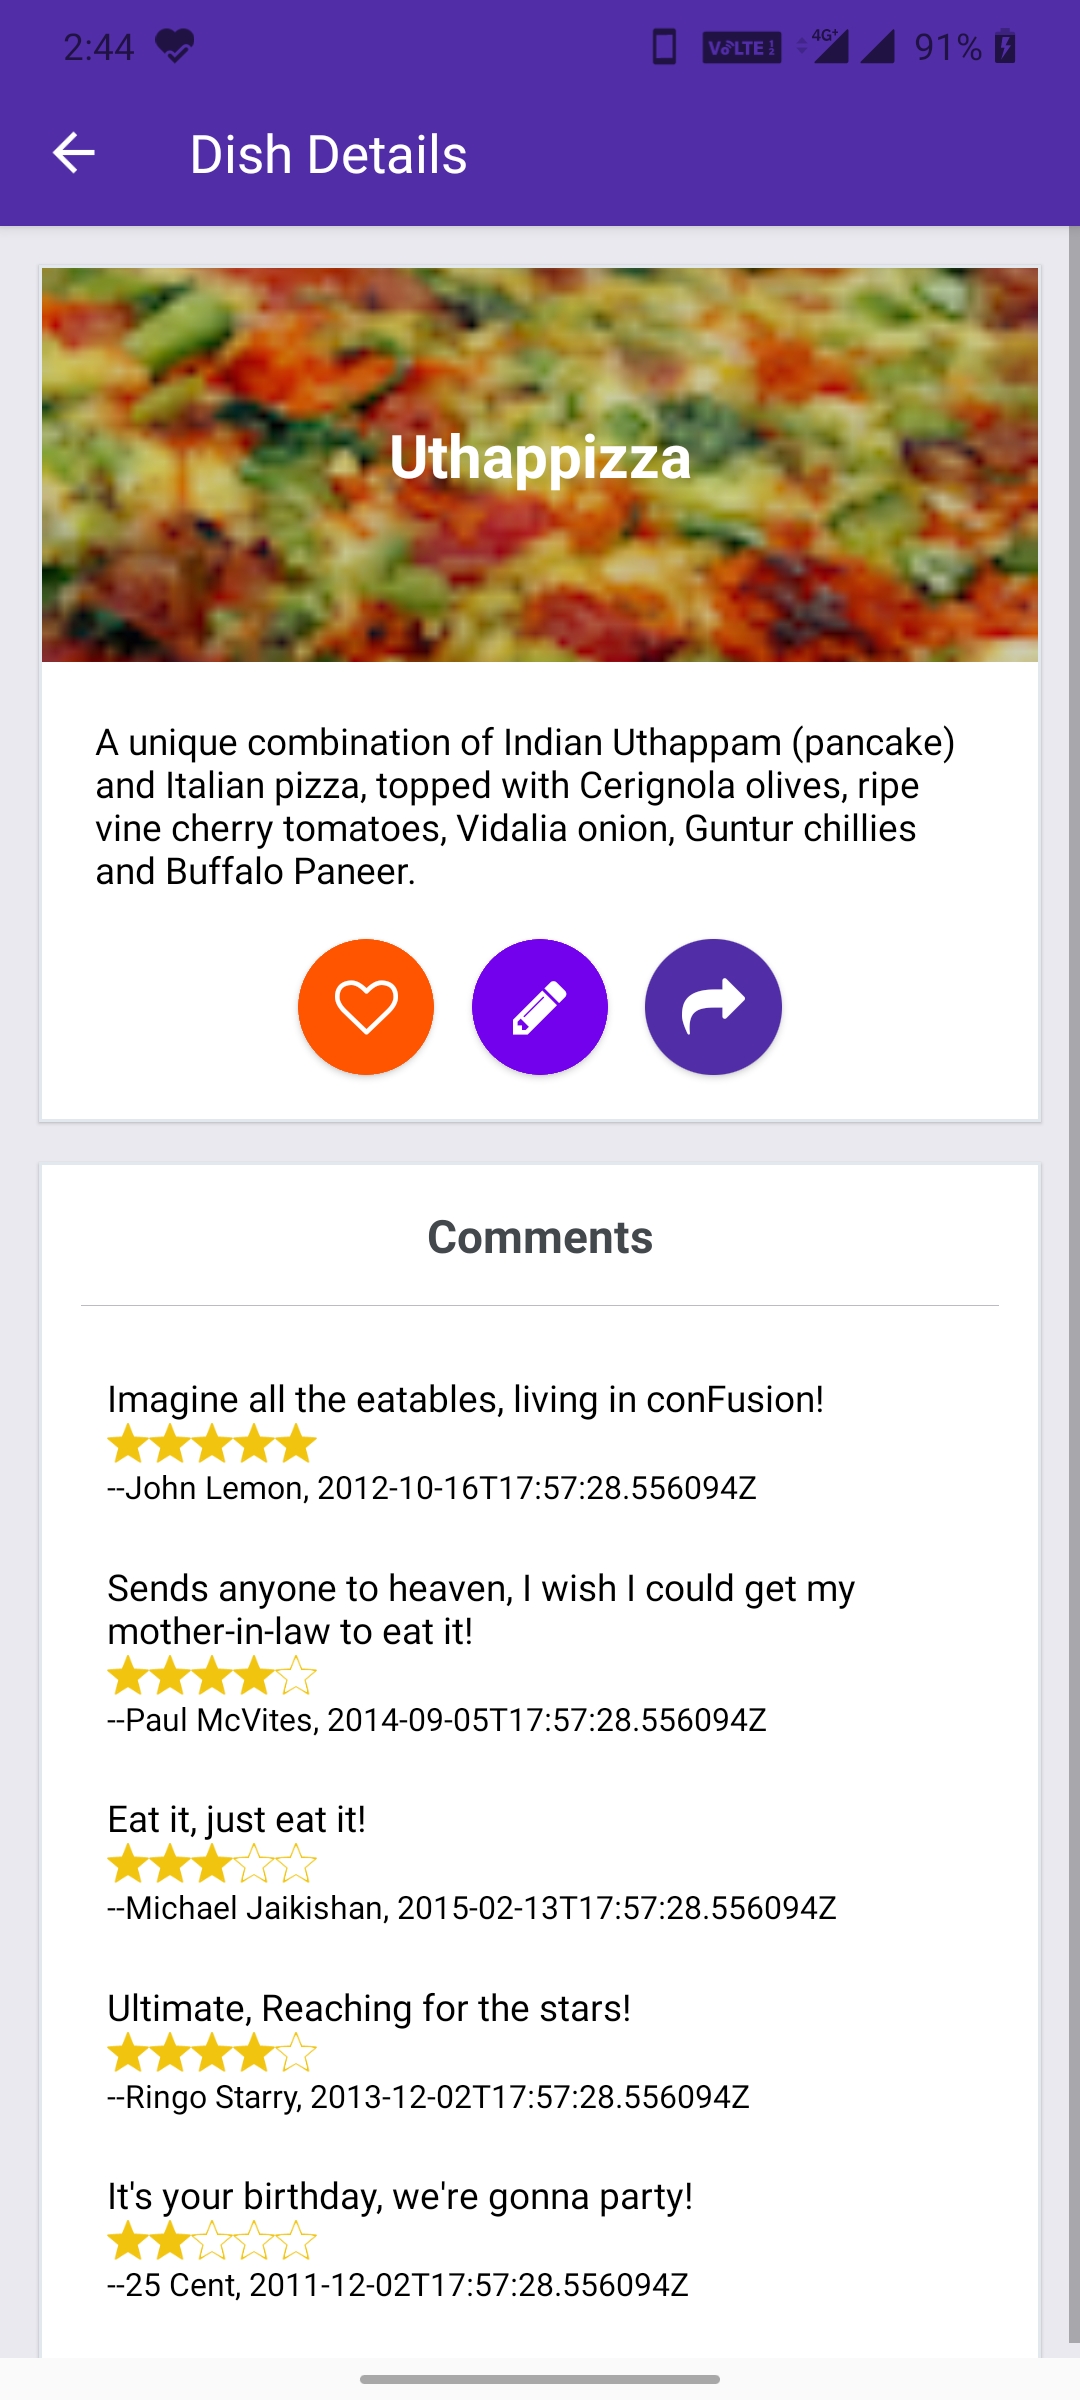 2:44
VoLTE 1 2 4G+ 91%
Dish Details
Uthappizza
A unique combination of Indian Uthappam (pancake)
and Italian pizza, topped with Cerignola olives, ripe
vine cherry tomatoes, Vidalia onion, Guntur chillies
and Buffalo Paneer.
Comments
Imagine all the eatables, living in conFusion!
--John Lemon, 2012-10-16T17:57:28.556094Z
Sends anyone to heaven, I wish I could get my
mother-in-law to eat it!
--Paul McVites, 2014-09-05T17:57:28.556094Z
Eat it, just eat it!
--Michael Jaikishan, 2015-02-13T17:57:28.556094Z
Ultimate, Reaching for the stars!
--Ringo Starry, 2013-12-02T17:57:28.556094Z
It's your birthday, we're gonna party!
--25 Cent, 2011-12-02T17:57:28.556094Z